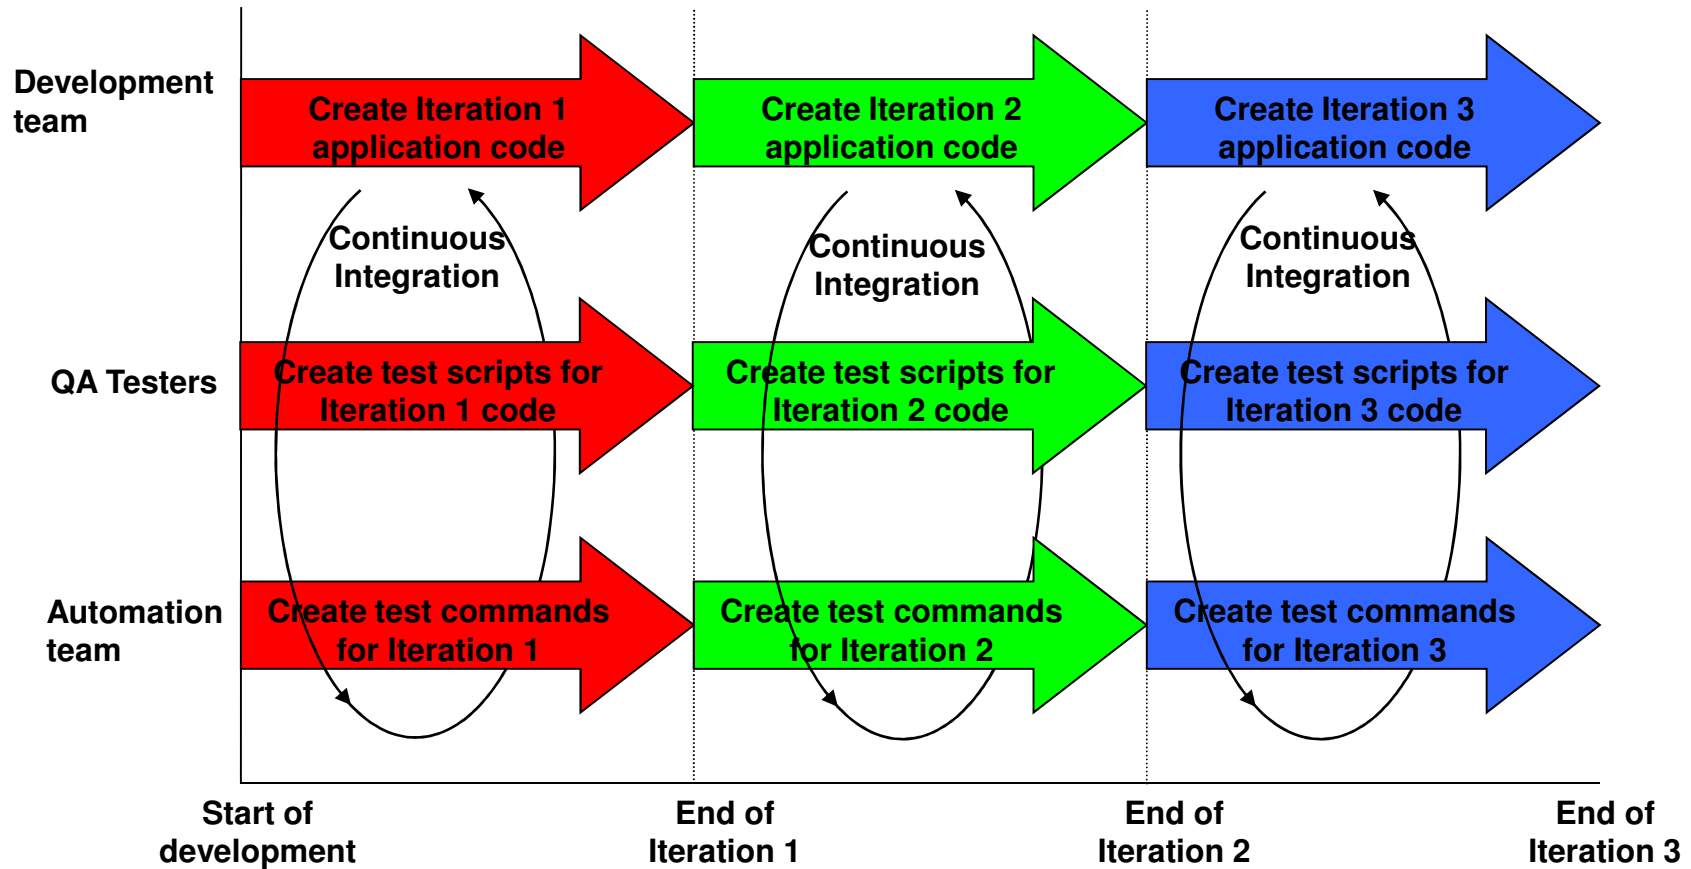 Development
team
Create Iteration 1
application code
Create Iteration 2
application code
Create Iteration 3
application code
Continuous
Integration
Continuous
Integration
Continuous
Integration
QA Testers
Create test scripts for
Iteration 1 code
Create test scripts for
Iteration 2 code
Create test scripts for
Iteration 3 code
Automation
team
Create test commands
for Iteration 1
Create test commands
for Iteration 2
Create test commands
for Iteration 3
Start of
development
End of
Iteration 1
End of
Iteration 2
End of
Iteration 3